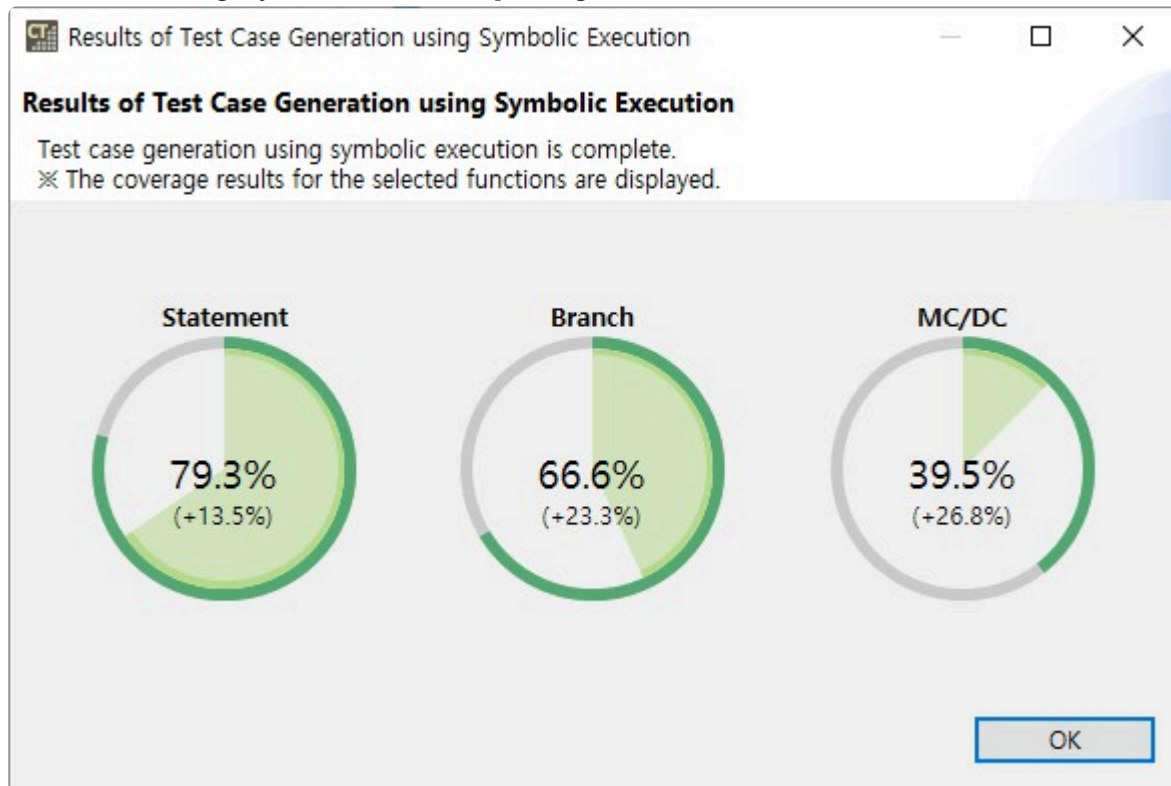 CT
Results of Test Case Generation using Symbolic Execution
Results of Test Case Generation using Symbolic Execution
Test case generation using symbolic execution is complete.
※ The coverage results for the selected functions are displayed.
Statement
79.3%
(+13.5%)
Branch
66.6%
(+23.3%)
MC/DC
39.5%
(+26.8%)
OK